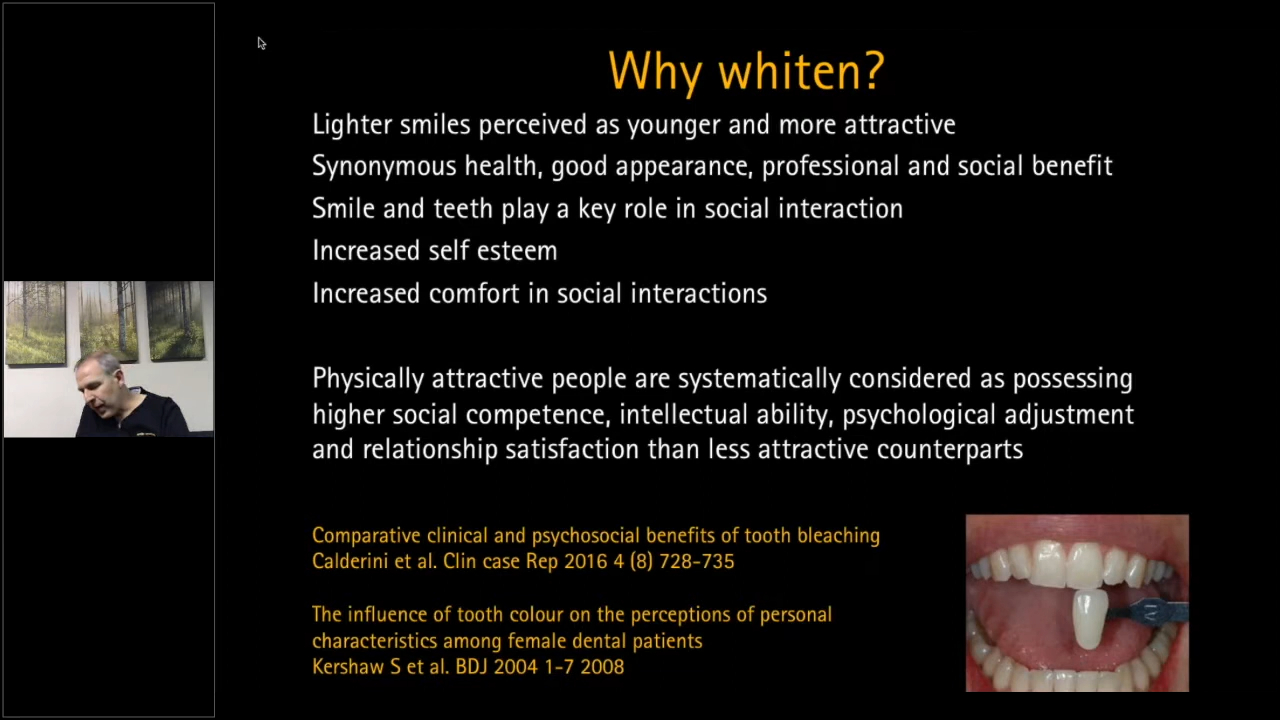 Why whiten?
Lighter smiles perceived as younger and more attractive
Synonymous health, good appearance, professional and social benefit
Smile and teeth play a key role in social interaction
Increased self esteem
Increased comfort in social interactions
Physically attractive people are systematically considered as possessing
higher social competence, intellectual ability, psychological adjustment
and relationship satisfaction than less attractive counterparts
Comparative clinical and psychosocial benefits of tooth bleaching
Calderini et al. Clin case Rep 2016 4 (8) 728-735
The influence of tooth colour on the perceptions of personal
characteristics among female dental patients
Kershaw S et al. BDJ 2004 1-7 2008